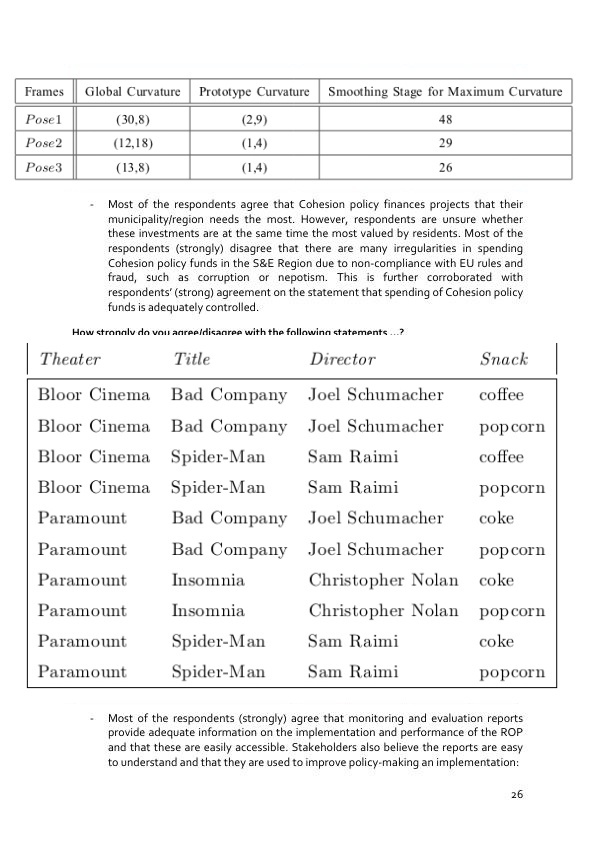 Frames Global Curvature Prototype Curvature Smoothing Stage for Maximum Curvature
Pose1 (30,8) (2,9) 48
Pose2 (12,18) (1,4) 29
Pose3 (13,8) (1,4) 26
- Most of the respondents agree that Cohesion policy finances projects that their
municipality/region needs the most. However, respondents are unsure whether
these investments are at the same time the most valued by residents. Most of the
respondents (strongly) disagree that there are many irregularities in spending
Cohesion policy funds in the S&E Region due to non-compliance with EU rules and
fraud, such as corruption or nepotism. This is further corroborated with
respondents' (strong) agreement on the statement that spending of Cohesion policy
funds is adequately controlled.
How strongly do you agree/disagree with the following statements ...?
Theater Title Director Snack
Bloor Cinema Bad Company Joel Schumacher coffee
Bloor Cinema Bad Company Joel Schumacher popcorn
Bloor Cinema Spider-Man Sam Raimi coffee
Bloor Cinema Spider-Man Sam Raimi popcorn
Paramount Bad Company Joel Schumacher coke
Paramount Bad Company Joel Schumacher popcorn
Paramount Insomnia Christopher Nolan coke
Paramount Insomnia Christopher Nolan popcorn
Paramount Spider-Man Sam Raimi coke
Paramount Spider-Man Sam Raimi popcorn
- Most of the respondents (strongly) agree that monitoring and evaluation reports
provide adequate information on the implementation and performance of the ROP
and that these are easily accessible. Stakeholders also believe the reports are easy
to understand and that they are used to improve policy-making an implementation:
26